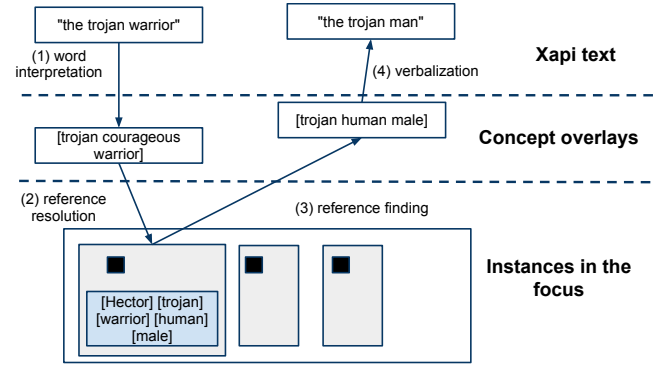 "the trojan warrior"
"the trojan man"
(1) word
interpretation
(4) verbalization
Xapi text
[trojan human male]
[trojan courageous
warrior]
Concept overlays
(2) reference
resolution
(3) reference finding
Instances in the
focus
[Hector] [trojan]
[warrior] [human]
[male]